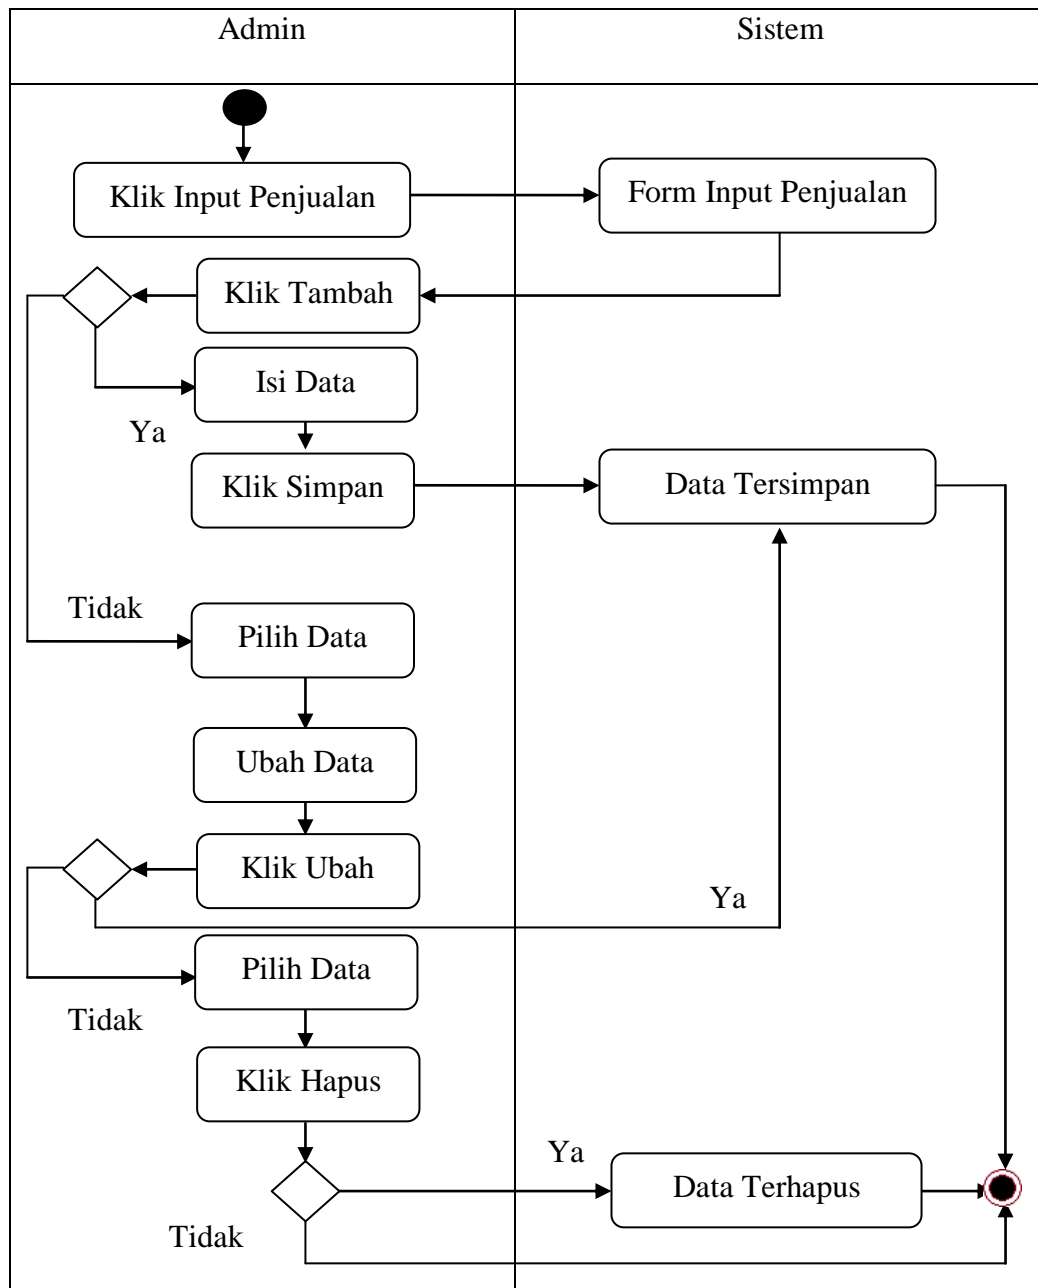 Admin
Sistem
Klik Input Penjualan
Form Input Penjualan
Klik Tambah
Isi Data
Ya
Klik Simpan
Data Tersimpan
Tidak
Pilih Data
Ubah Data
Klik Ubah
Ya
Pilih Data
Tidak
Klik Hapus
Ya
Data Terhapus
Tidak